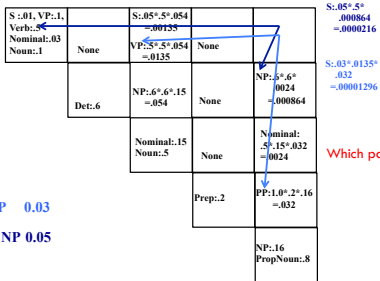 S :.01, VP:.1,
Verb:.5
Nominal:.03
Noun:.1
None
S:.05*.5*.054
=.00135
VP:.5*.5*.054
=.0135
None
S:.05*.5*
.000864
=.0000216
S:.03*.0135*
.032
=.00001296
Det:.6
NP:.6*.6*.15
=.054
None
NP:.6*.6*
.0024
=.000864
Nominal:.15
Noun:.5
None
Nominal:
.5*.15*.032
=.0024
Which pa
Prep:.2
PP:1.0*.2*.16
=.032
P 0.03
NP 0.05
NP:.16
PropNoun:.8